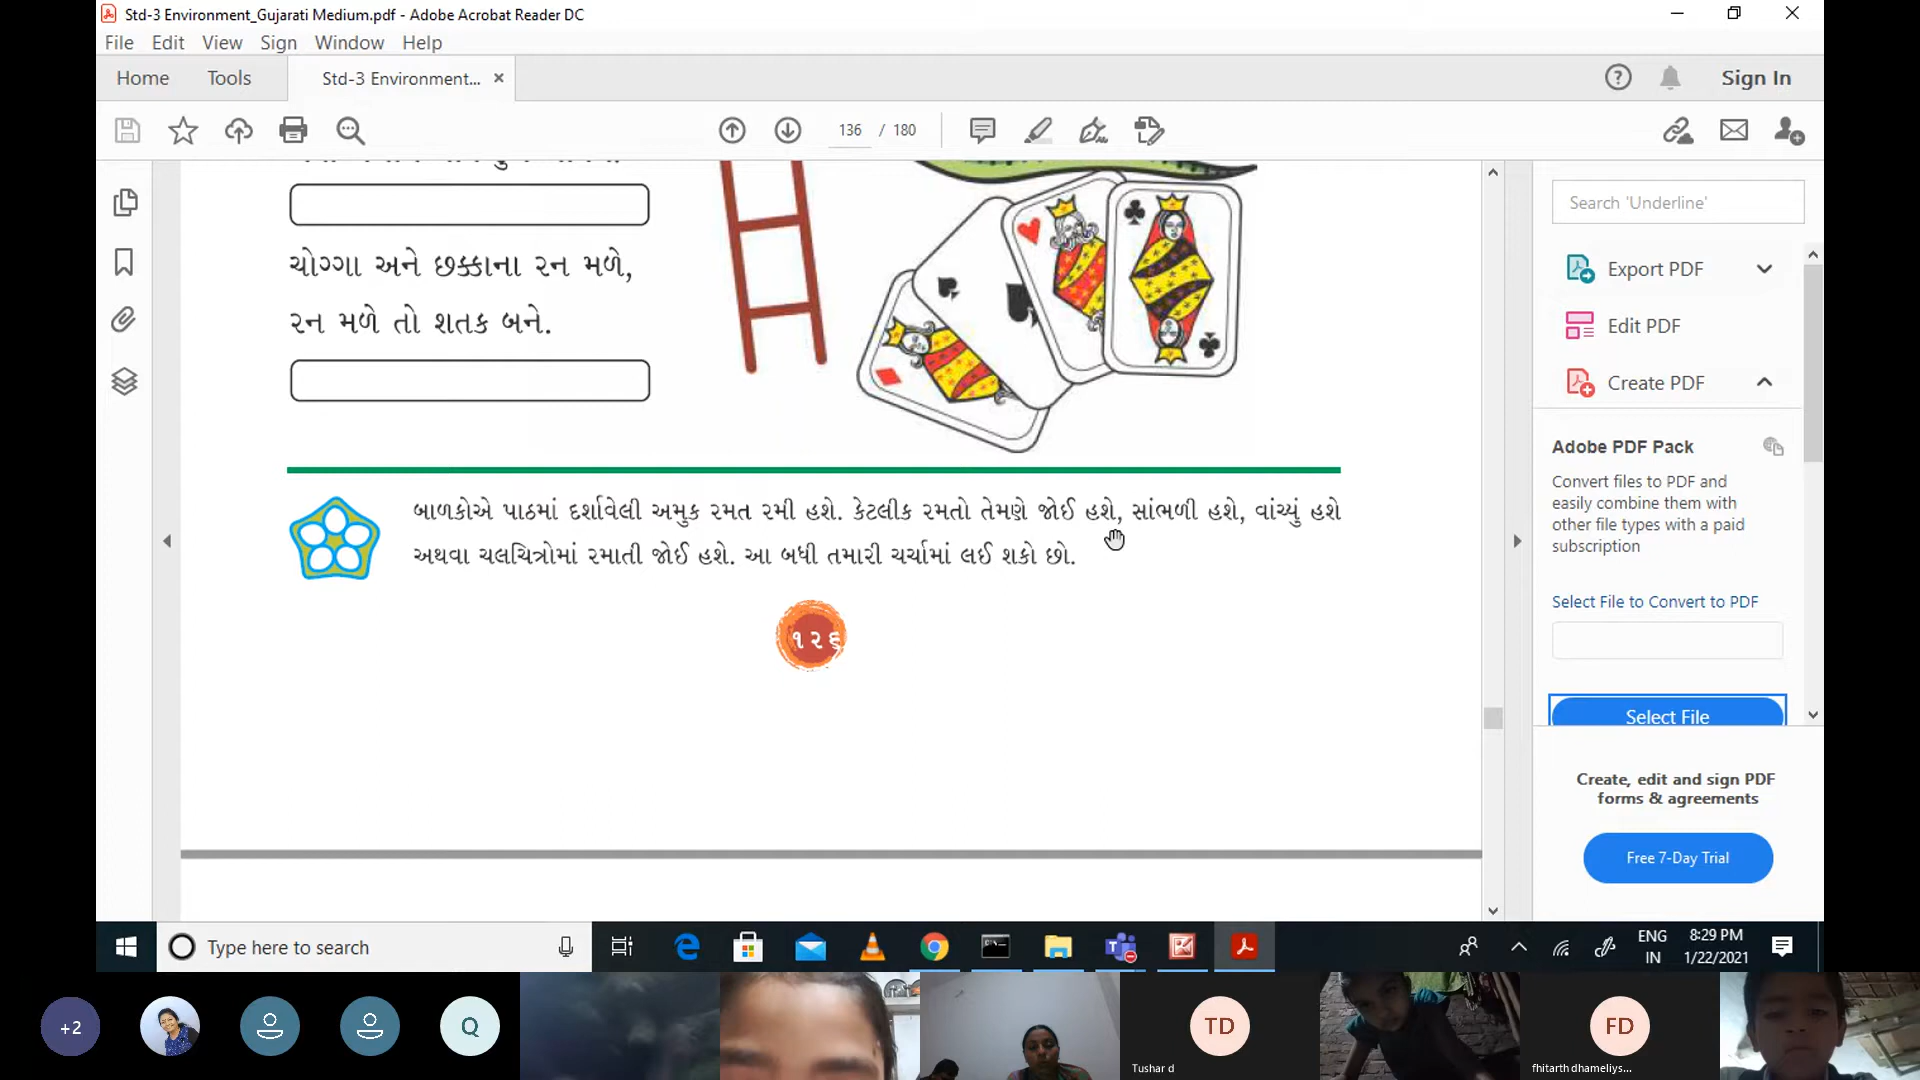 Std-3 Environment_Gujarati Medium.pdf - Adobe Acrobat Reader DC
File Edit View Sign Window Help
Home Tools Std-3 Environment... × Sign In
136 / 180
ચોગ્ગા અને છક્કાના રન મળે,
રન મળે તો શતક બને.
બાળકોએ પાઠમાં દર્શાવેલી અમુક રમત રમી હશે. કેટલીક રમતો તેમણે જોઈ હશે, સાંભળી હશે, વાંચ્યું હશે
અથવા ચલચિત્રોમાં રમાતી જોઈ હશે. આ બધી તમારી ચર્ચામાં લઈ શકો છો.
૧૨૬
Search 'Underline'
Export PDF
Edit PDF
Create PDF
Adobe PDF Pack
Convert files to PDF and
easily combine them with
other file types with a paid
subscription
Select File to Convert to PDF
Select File
Create, edit and sign PDF
forms & agreements
Free 7-Day Trial
Type here to search
ENG
IN
8:29 PM
1/22/2021
+2
Q
TD
Tushar d
FD
fhitarth dhameliys...